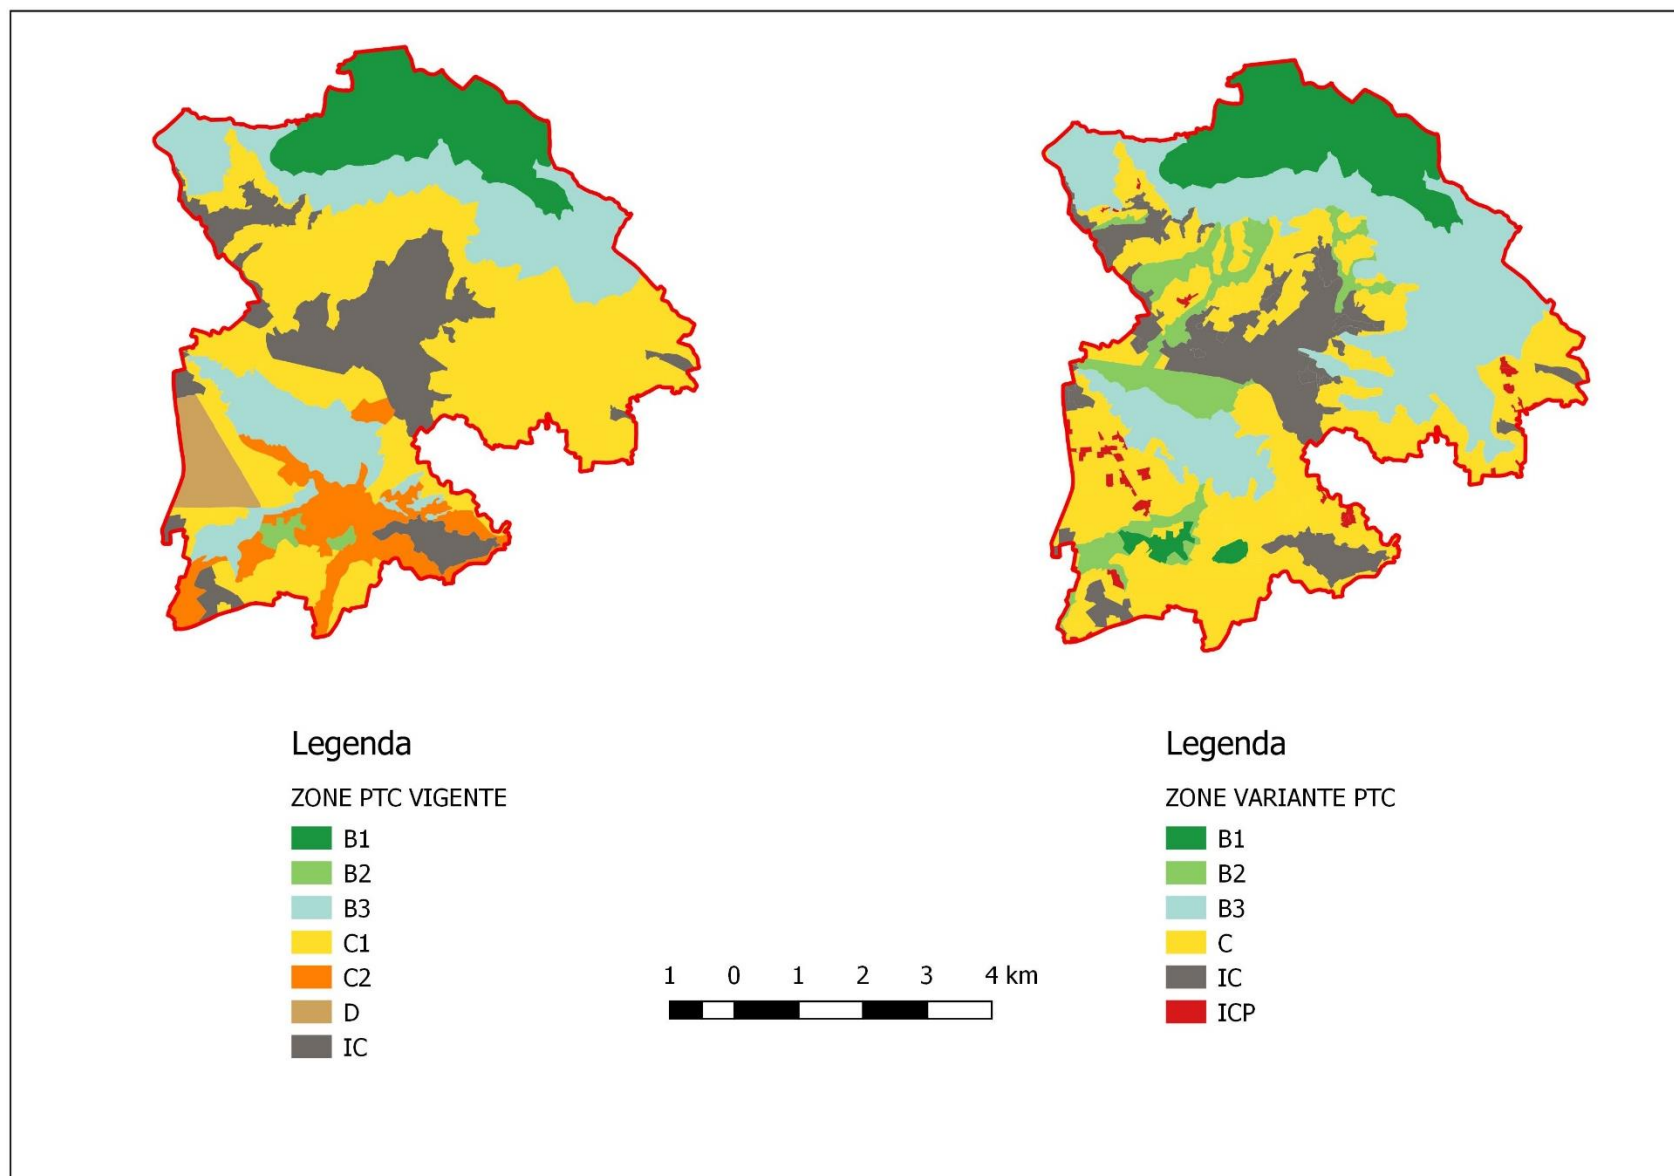 Legenda
ZONE PTC VIGENTE
B1
B2
B3
C1
C2
D
IC
1 0 1 2 3 4 km
Legenda
ZONE VARIANTE PTC
B1
B2
B3
C
IC
ICP